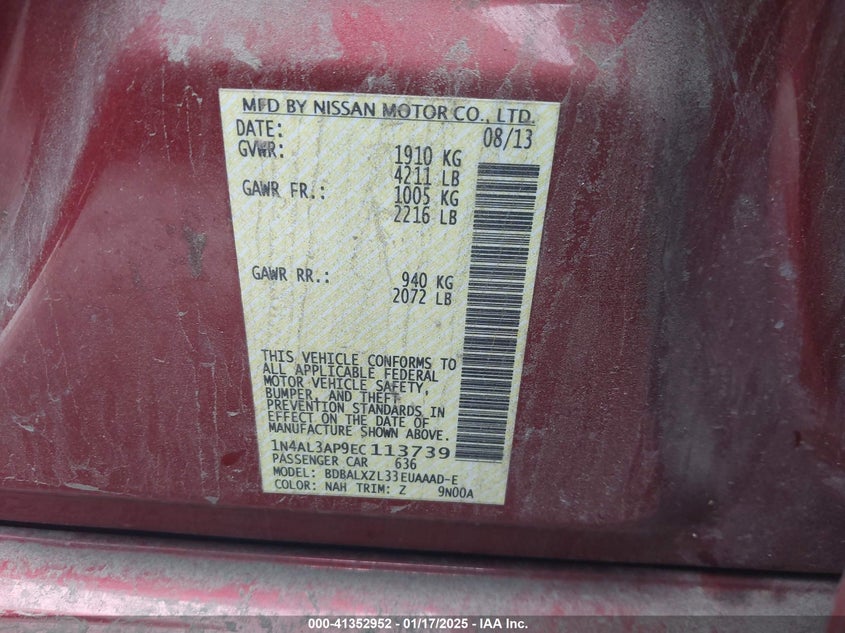 MFD BY NISSAN MOTOR CO., LTD.
DATE: 08/13
GVWR: 1910 KG
4211 LB
GAWR FR.: 1005 KG
2216 LB
GAWR RR.: 940 KG
2072 LB
THIS VEHICLE CONFORMS TO
ALL APPLICABLE FEDERAL
MOTOR VEHICLE SAFETY,
BUMPER, AND THEFT
PREVENTION STANDARDS IN
EFFECT ON THE DATE OF
MANUFACTURE SHOWN ABOVE.
1N4AL3AP9EC113739
PASSENGER CAR 636
MODEL: BDBALXZL33EUAAAD-E
COLOR: NAH TRIM: Z 9N00A
000-41352952 - 01/17/2025 - IAA Inc.